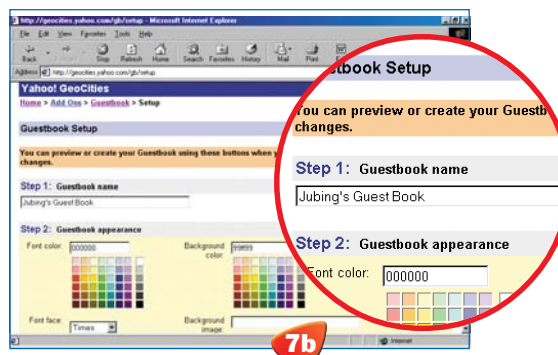 http://geocities.yahoo.com/gb/setup - Microsoft Internet Explorer
File Edit View Favorites Tools Help
Back Stop Refresh Home Search Favorites History Mail Print
Address http://geocities.yahoo.com/gb/setup
Yahoo! GeoCities
Home > Add Ons > Guestbook > Setup
Guestbook Setup
You can preview or create your Guestbook using these buttons when y
changes.
Step 1: Guestbook name
Jubing's Guest Book
Step 2: Guestbook appearance
Font color: 000000
Background color: 99ff99
Font face: Times
Background image:
Internet
stbook Setup
You can preview or create your Guestb
changes.
Step 1: Guestbook name
Jubing's Guest Book
Step 2: Guestbook appearance
Font color: 000000
7b